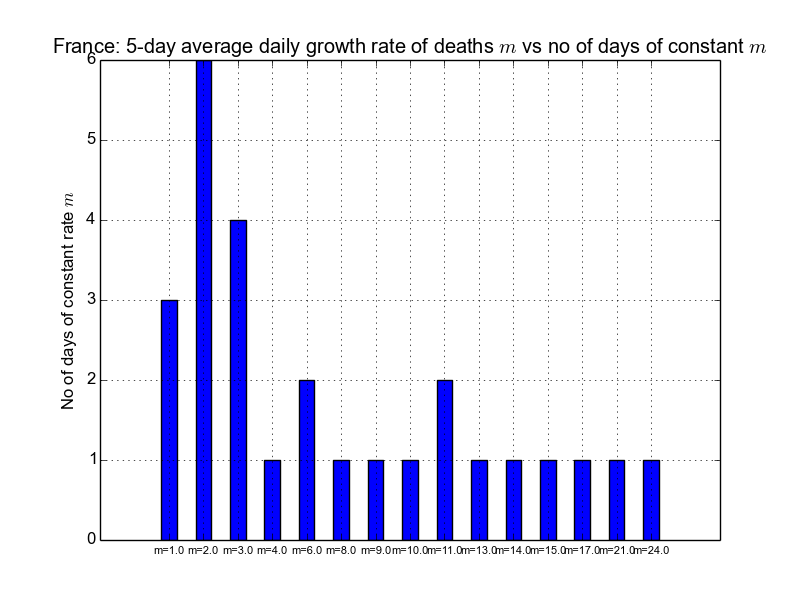 France: 5-day average daily growth rate of deaths m vs no of days of constant m
6
5
4
3
2
1
0
No of days of constant rate m
m=1.0 m=2.0 m=3.0 m=4.0 m=6.0 m=8.0 m=9.0 m=10.0 m=11.0 m=13.0 m=14.0 m=15.0 m=17.0 m=21.0 m=24.0